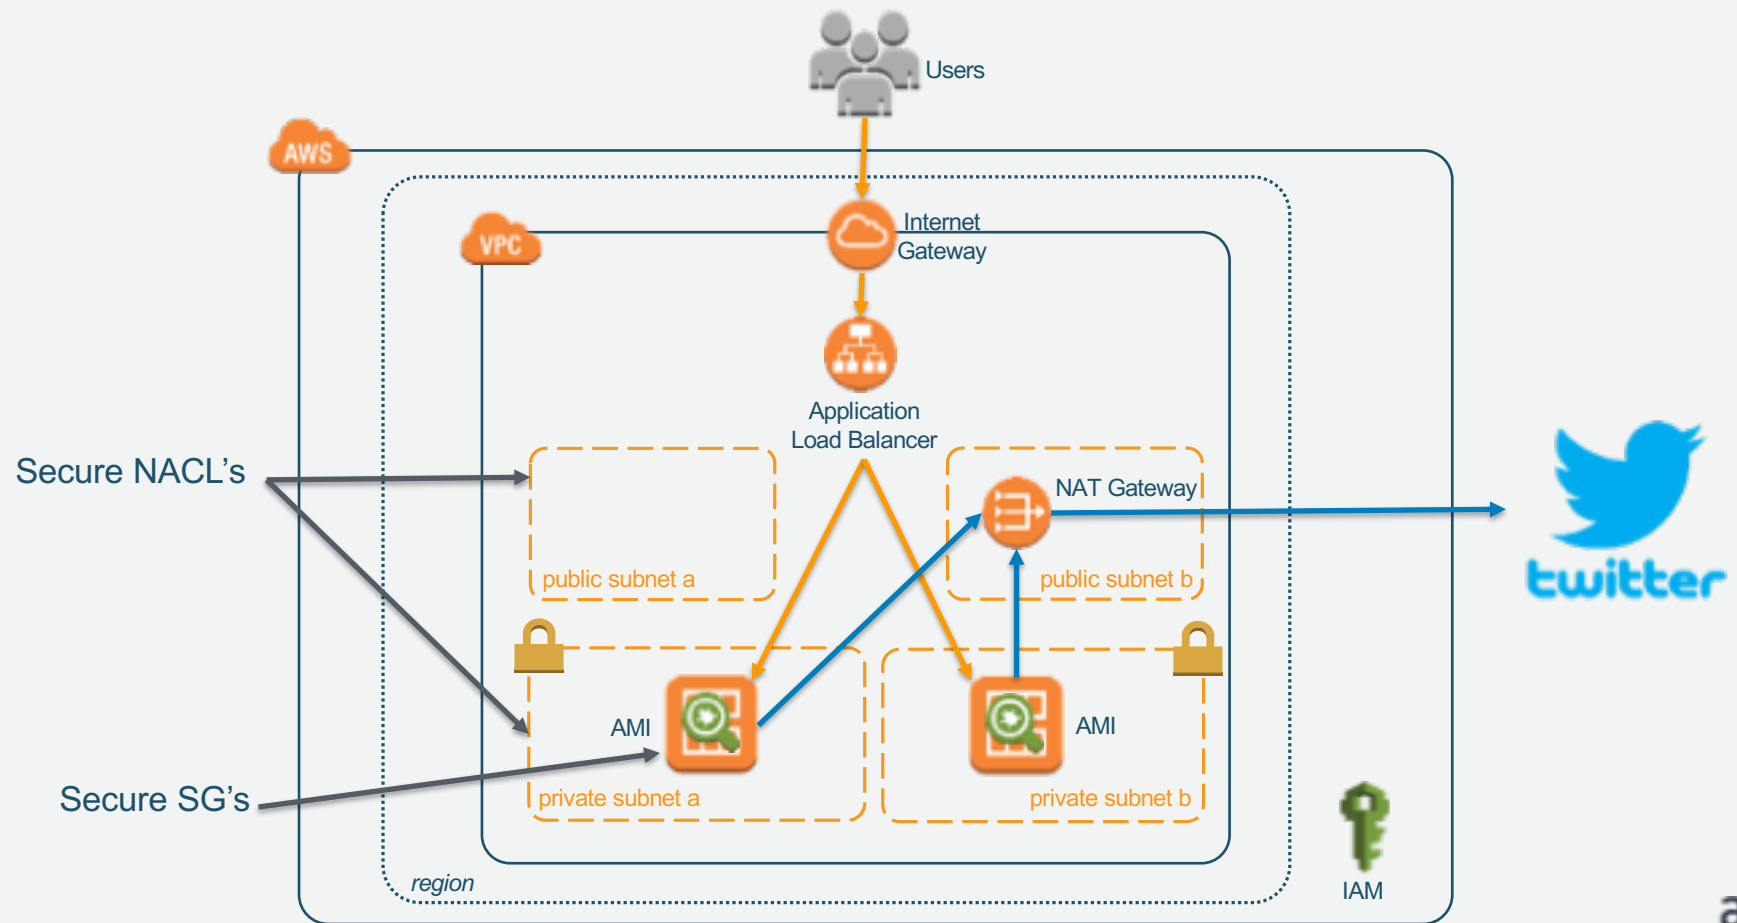 Users
AWS
Internet
Gateway
VPC
Application
Load Balancer
Secure NACL's
NAT Gateway
public subnet a
public subnet b
twitter
AMI
AMI
Secure SG's
private subnet a
private subnet b
region
IAM
a